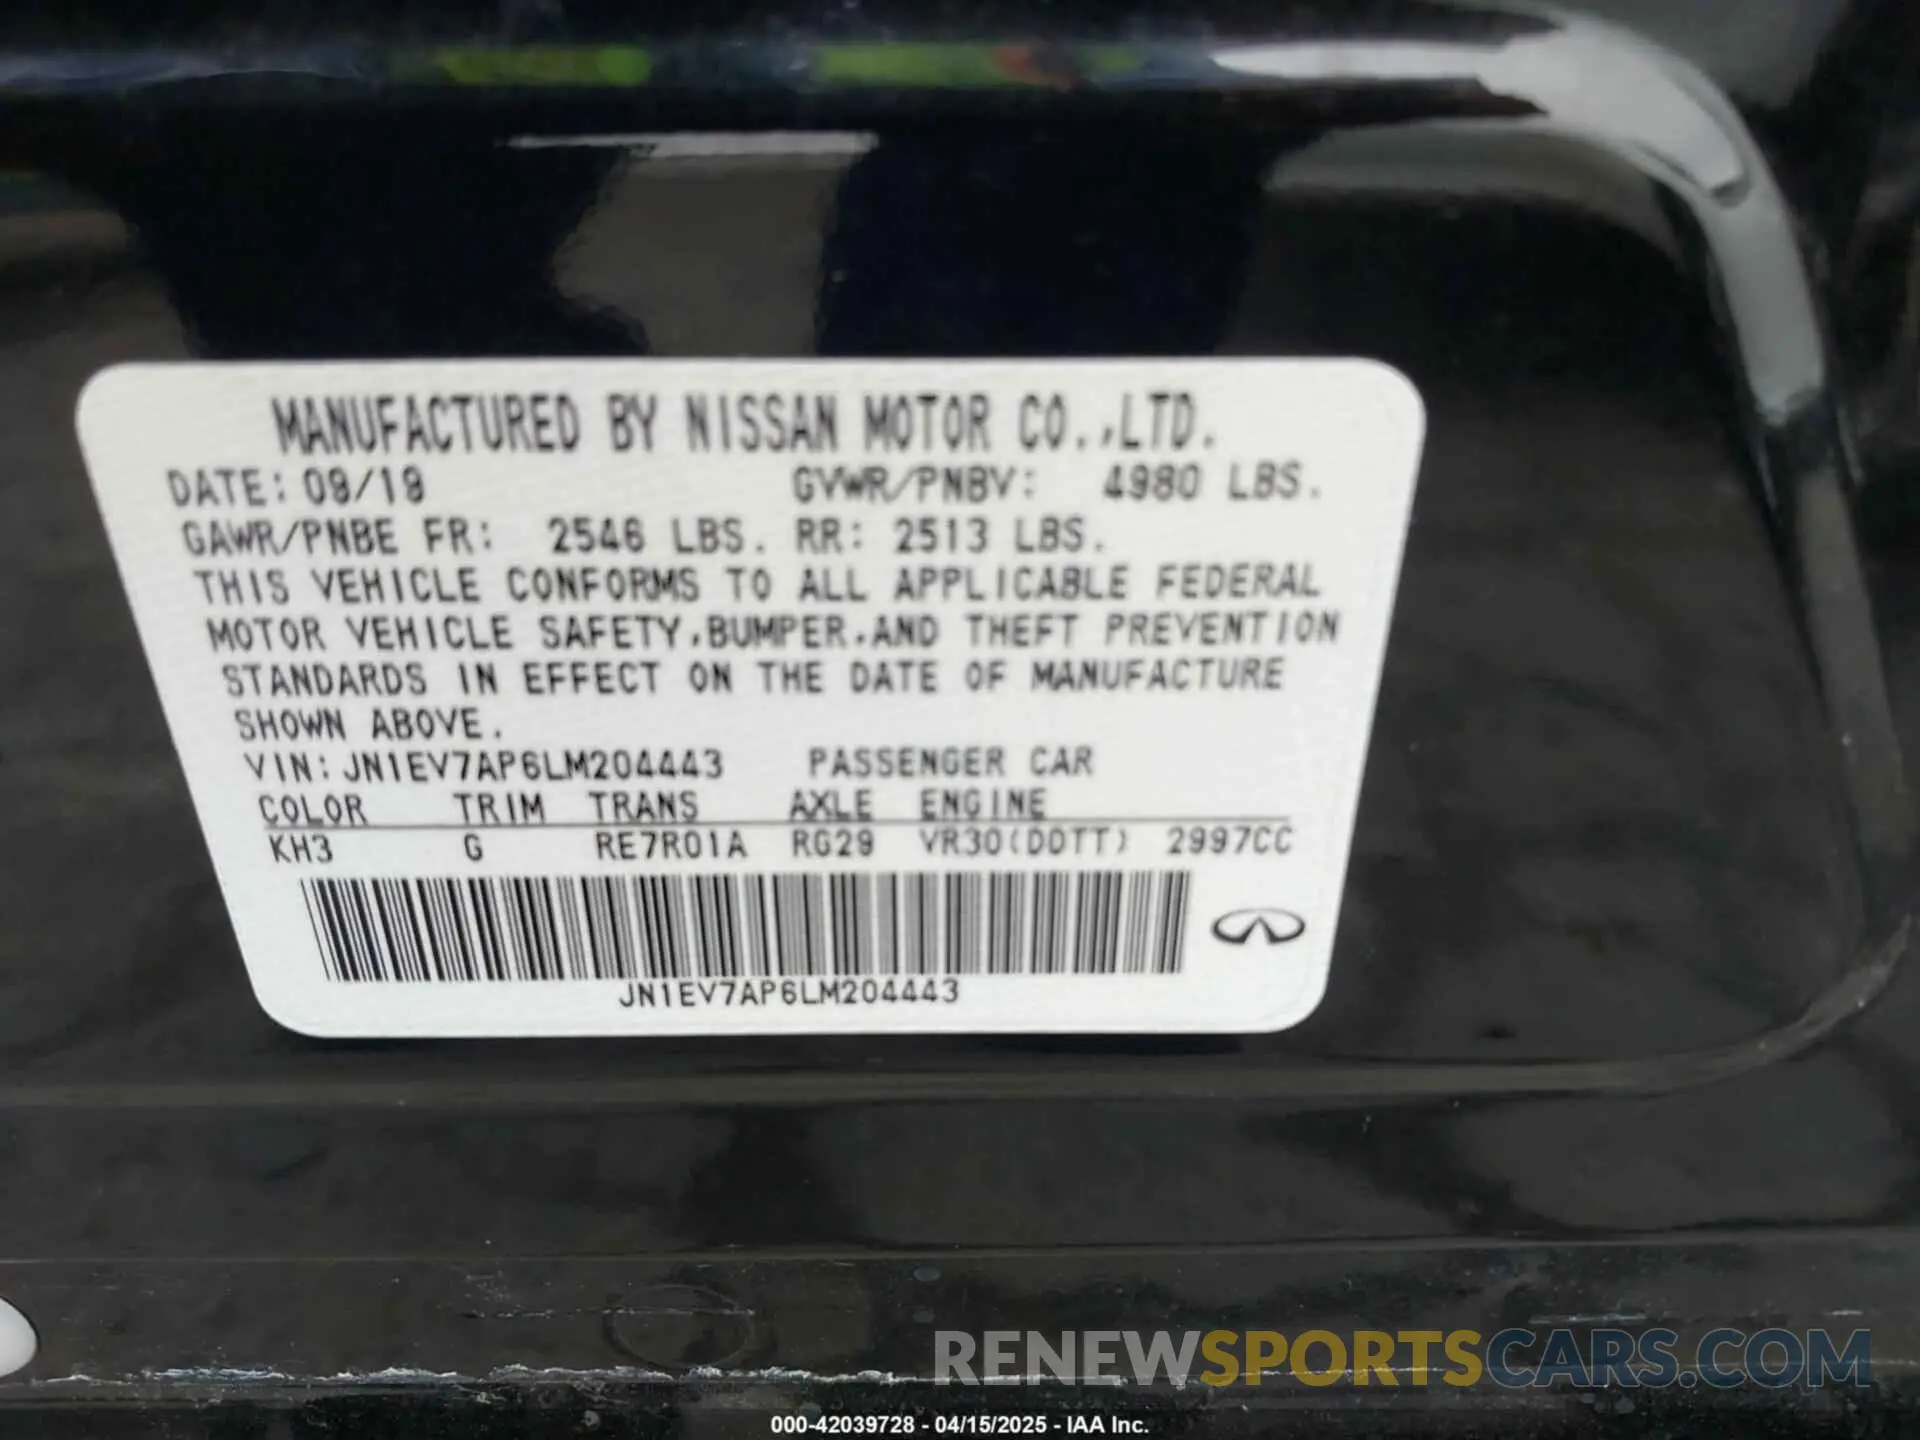 MANUFACTURED BY NISSAN MOTOR CO.,LTD.
DATE: 09/19 GVWR/PNBV: 4980 LBS.
GAWR/PNBE FR: 2546 LBS. RR: 2513 LBS.
THIS VEHICLE CONFORMS TO ALL APPLICABLE FEDERAL
MOTOR VEHICLE SAFETY,BUMPER,AND THEFT PREVENTION
STANDARDS IN EFFECT ON THE DATE OF MANUFACTURE
SHOWN ABOVE.
VIN: JN1EV7AP6LM204443 PASSENGER CAR
COLOR TRIM TRANS AXLE ENGINE
KH3 G RE7R01A RG29 VR30(DDTT) 2997CC
JN1EV7AP6LM204443
RENEWSPORTSCARS.COM
000-42039728 - 04/15/2025 - IAA Inc.